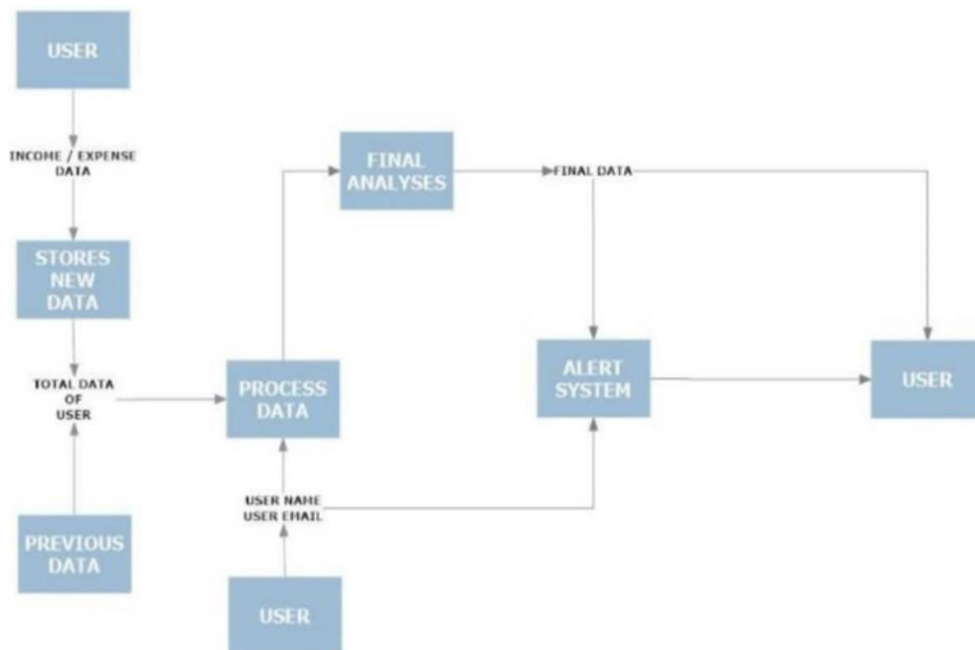 USER
INCOME / EXPENSE
DATA
STORES
NEW
DATA
TOTAL DATA
OF
USER
PREVIOUS
DATA
FINAL
ANALYSES
FINAL DATA
PROCESS
DATA
USER NAME
USER EMAIL
USER
ALERT
SYSTEM
USER